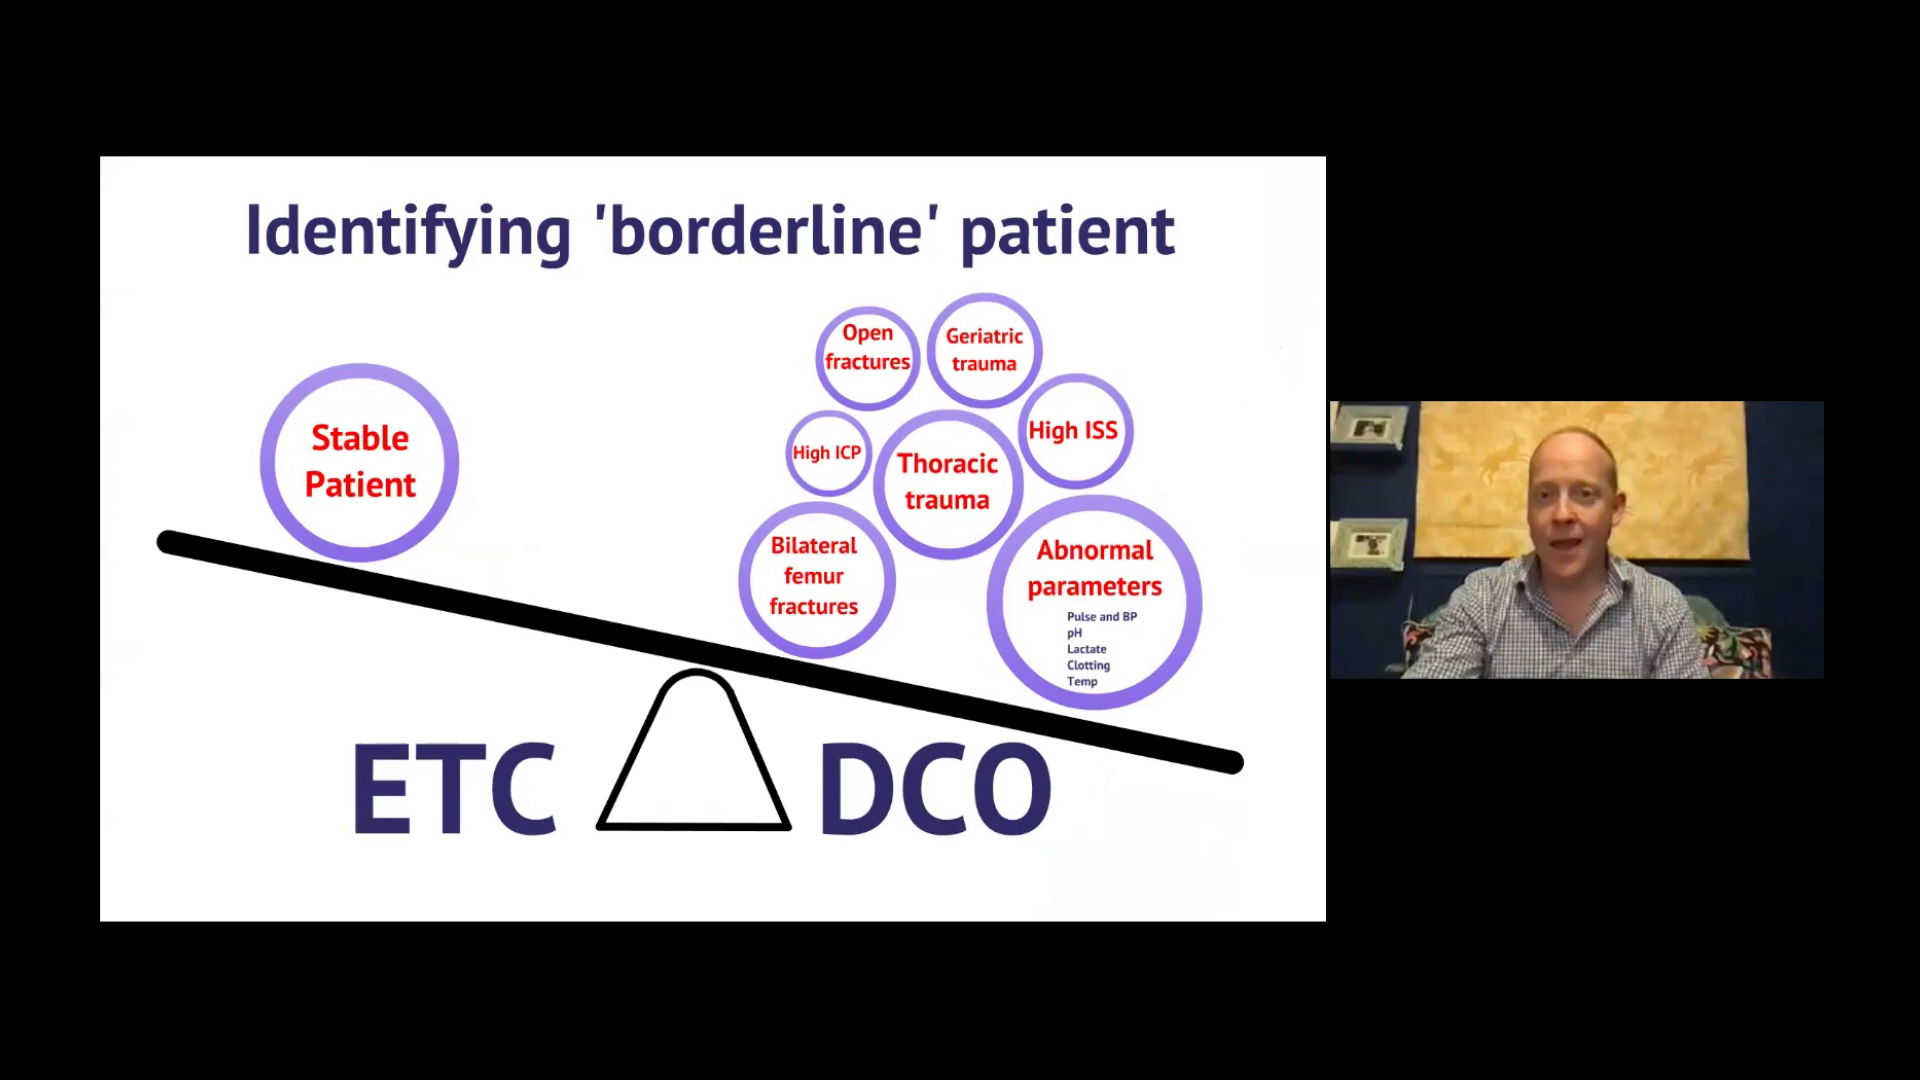 Identifying 'borderline' patient
Stable
Patient
Open
fractures
Geriatric
trauma
High ICP
Thoracic
trauma
High ISS
Bilateral
femur
fractures
Abnormal
parameters
Pulse and BP
pH
Lactate
Clotting
Temp
ETC
DCO